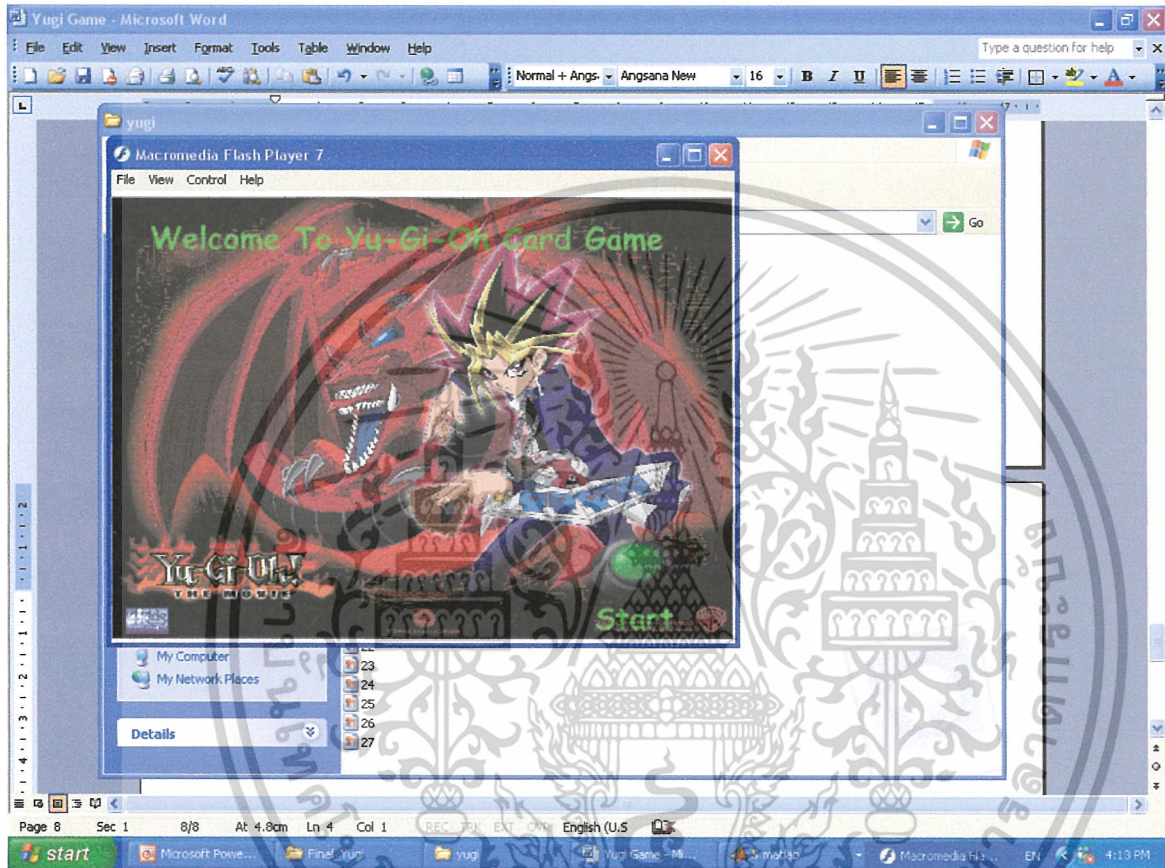 Yugi Game - Microsoft Word
File Edit View Insert Format Tools Table Window Help
Type a question for help
Normal + Angs
Angsana New
16
B I U
yugi
Macromedia Flash Player 7
File View Control Help
Go
Welcome To Yu-Gi-Oh Card Game
Yu-Gi-Oh!
THE MOVIE
Start
My Computer
My Network Places
Details
22
23
24
25
26
27
Page 8 Sec 1 8/8 At 4.8cm Ln 4 Col 1 REC TRK EXT OVR English (U.S
start
Microsoft Powe...
Final_Yugi
yugi
Yugi Game - Mi...
5 matlab
Macromedia Fla...
EN
4:13 PM